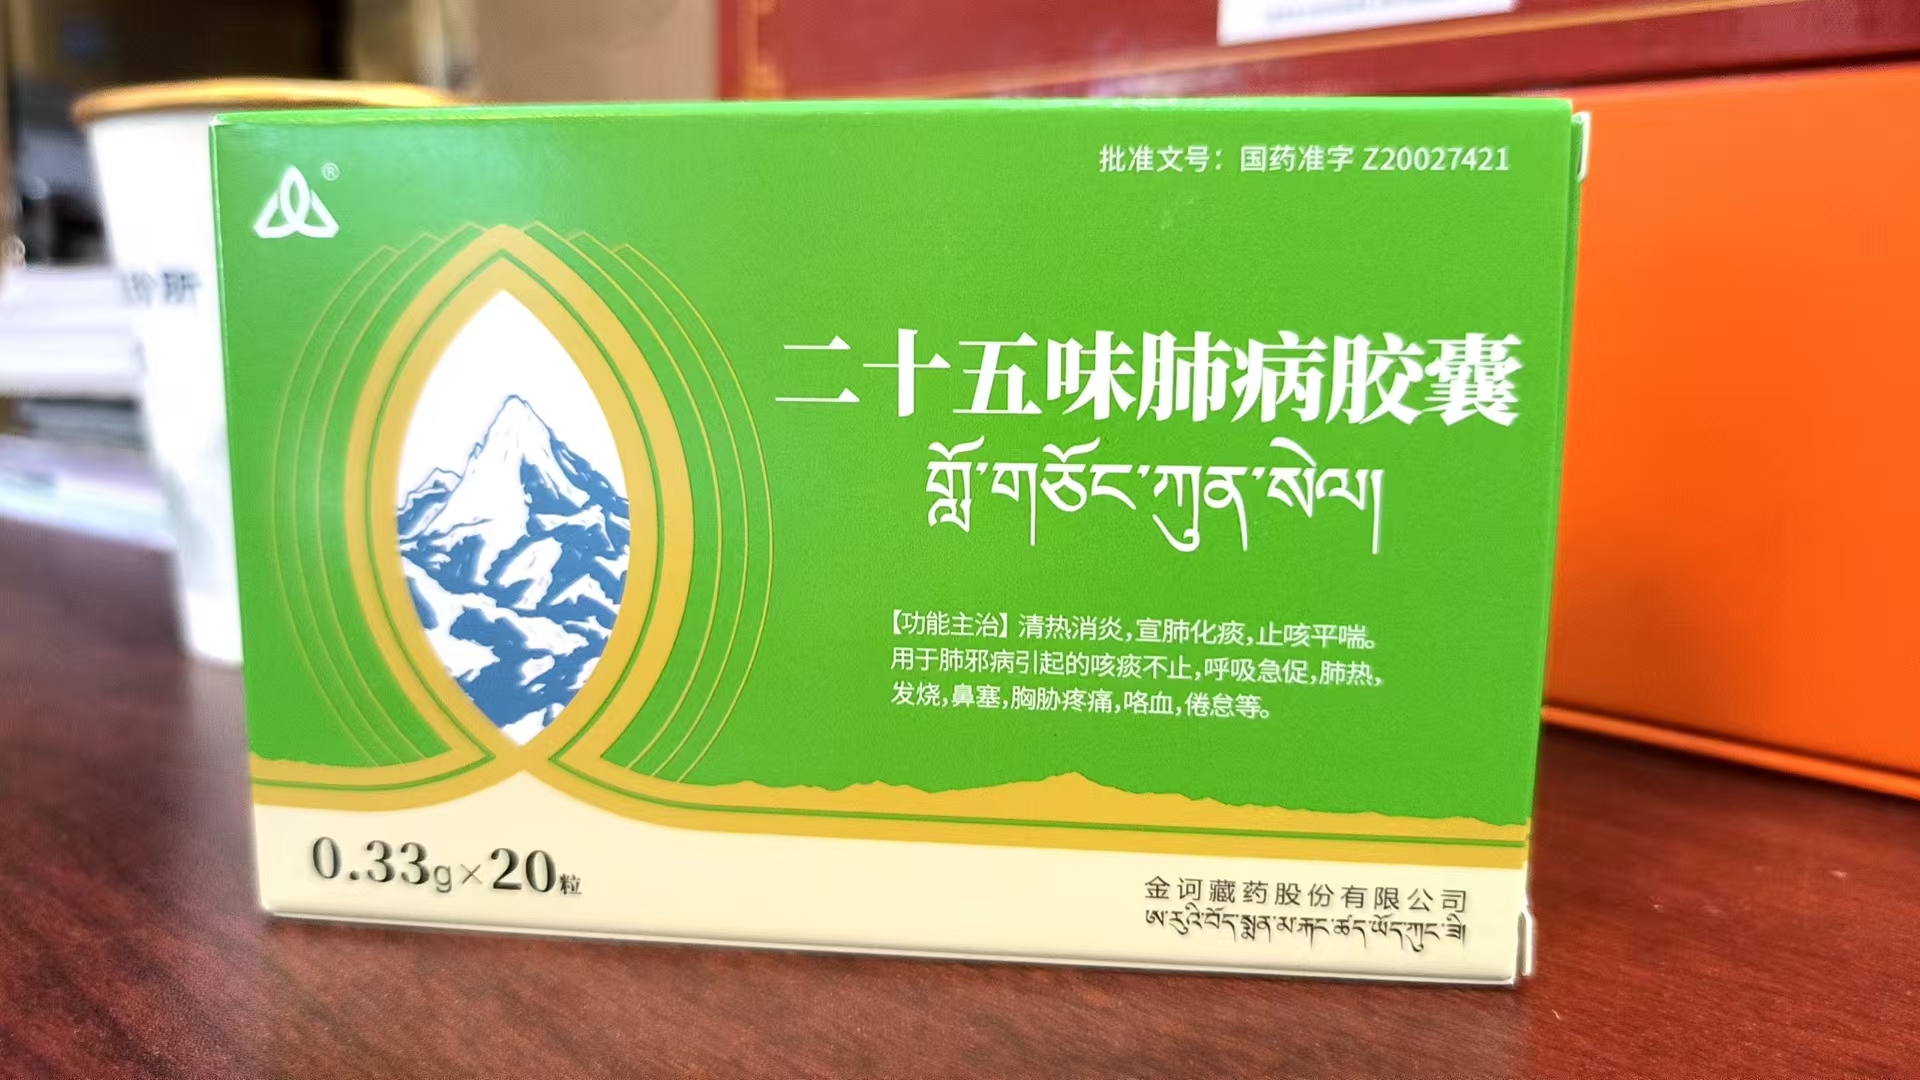 ®
批准文号：国药准字 Z20027421
二十五味肺病胶囊
གློ་གཅོང་ཀུན་སེལ།
【功能主治】清热消炎,宣肺化痰,止咳平喘。
用于肺邪病引起的咳痰不止,呼吸急促,肺热,
发烧,鼻塞,胸胁疼痛,咯血,倦怠等。
0.33g×20粒
金诃藏药股份有限公司
ཨ་རུའི་བོད་སྨན་མ་རྐང་ཚད་ཡོད་ཀུང་ཟི།